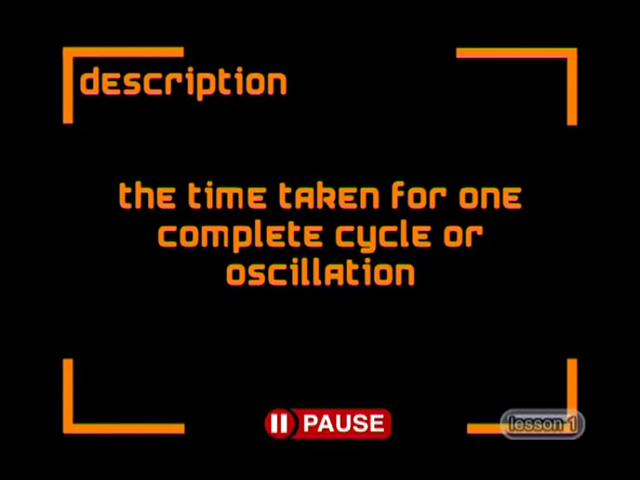 description
the time taken for one
complete cycle or
oscillation
PAUSE
lesson 1